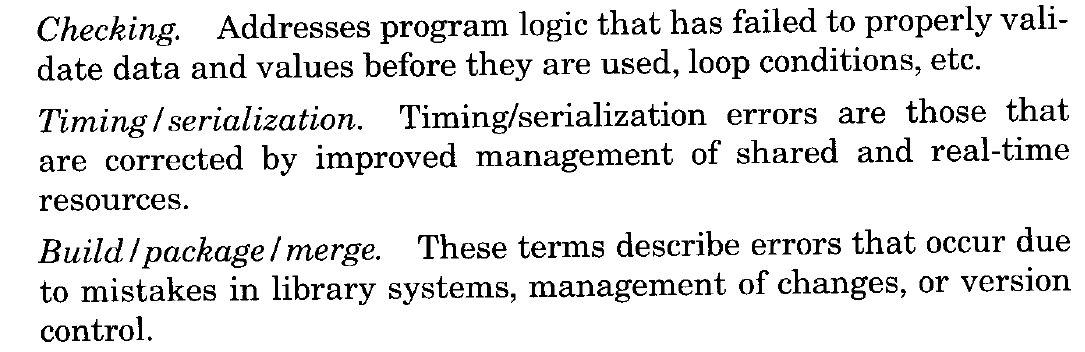 Checking. Addresses program logic that has failed to properly vali-
date data and values before they are used, loop conditions, etc.
Timing/serialization. Timing/serialization errors are those that
are corrected by improved management of shared and real-time
resources.
Build/package/merge. These terms describe errors that occur due
to mistakes in library systems, management of changes, or version
control.